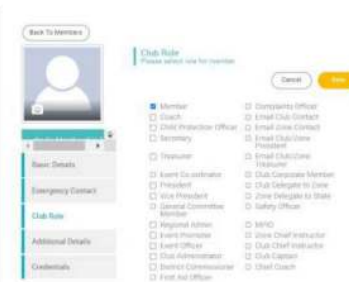 Back To Members
Club Role
Please select role for member
Cancel
Basic Details
Emergency Contact
Club Role
Additional Details
Credentials
Member
Coach
Child Protection Officer
Secretary
Treasurer
Event Co-ordinator
President
Vice President
General Committee
Member
Regional Admin
Event Promoter
Event Officer
Club Administrator
District Commissioner
First Aid Officer
Complaints Officer
Email Club Contact
Email Zone Contact
Email Club/Zone
President
Email Club/Zone
Treasurer
Club Corporate Member
Club Delegate to Zone
Zone Delegate to State
Safety Officer
Zone Chief Instructor
Club Chief Instructor
Club Captain
Chief Coach